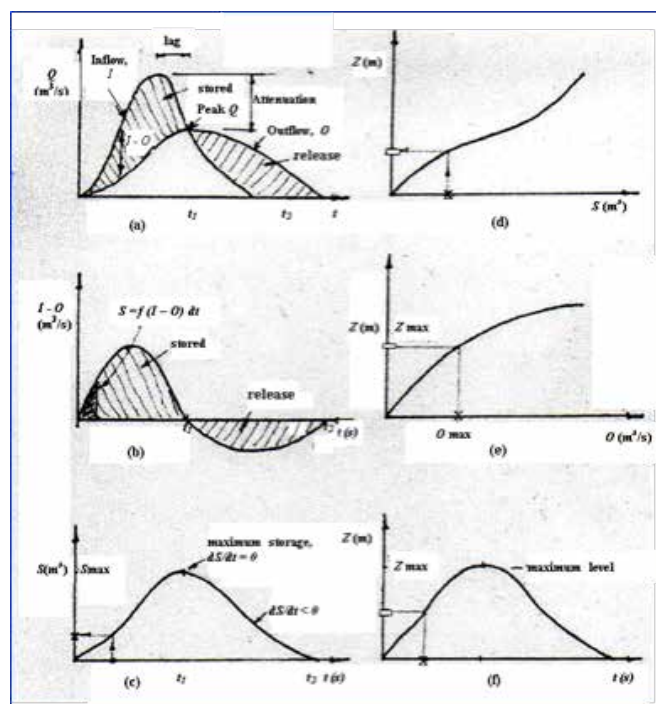 lag
Q
(m³/s)
Inflow,
I
stored
Attenuation
Peak Q
I - O
Outflow, O
release
t1
t2
t
(a)
Z (m)
S (m³)
(d)
I - O
(m³/s)
S = f (I – O) dt
stored
release
t1
t2 t (s)
(b)
Z (m)
Z max
O max
O (m³/s)
(e)
S(m³)
Smax
maximum storage,
dS/dt = 0
dS/dt < 0
(c)
t1
t2 t (s)
Z (m)
Z max
maximum level
(f)
t (s)